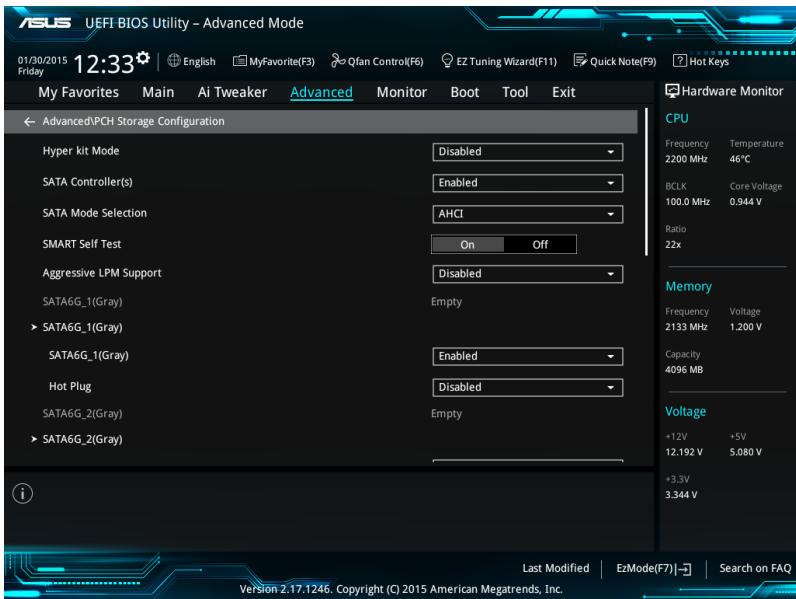 ASUS UEFI BIOS Utility – Advanced Mode
01/30/2015
Friday
12:33
English
MyFavorite(F3)
Qfan Control(F6)
EZ Tuning Wizard(F11)
Quick Note(F9)
? Hot Keys
My Favorites Main Ai Tweaker Advanced Monitor Boot Tool Exit
Hardware Monitor
← Advanced\PCH Storage Configuration
Hyper kit Mode Disabled
SATA Controller(s) Enabled
SATA Mode Selection AHCI
SMART Self Test On Off
Aggressive LPM Support Disabled
SATA6G_1(Gray) Empty
> SATA6G_1(Gray)
SATA6G_1(Gray) Enabled
Hot Plug Disabled
SATA6G_2(Gray) Empty
> SATA6G_2(Gray)
CPU
Frequency Temperature
2200 MHz 46°C
BCLK Core Voltage
100.0 MHz 0.944 V
Ratio
22x
Memory
Frequency Voltage
2133 MHz 1.200 V
Capacity
4096 MB
Voltage
+12V +5V
12.192 V 5.080 V
+3.3V
3.344 V
i
Last Modified
EzMode(F7)
Search on FAQ
Version 2.17.1246. Copyright (C) 2015 American Megatrends, Inc.